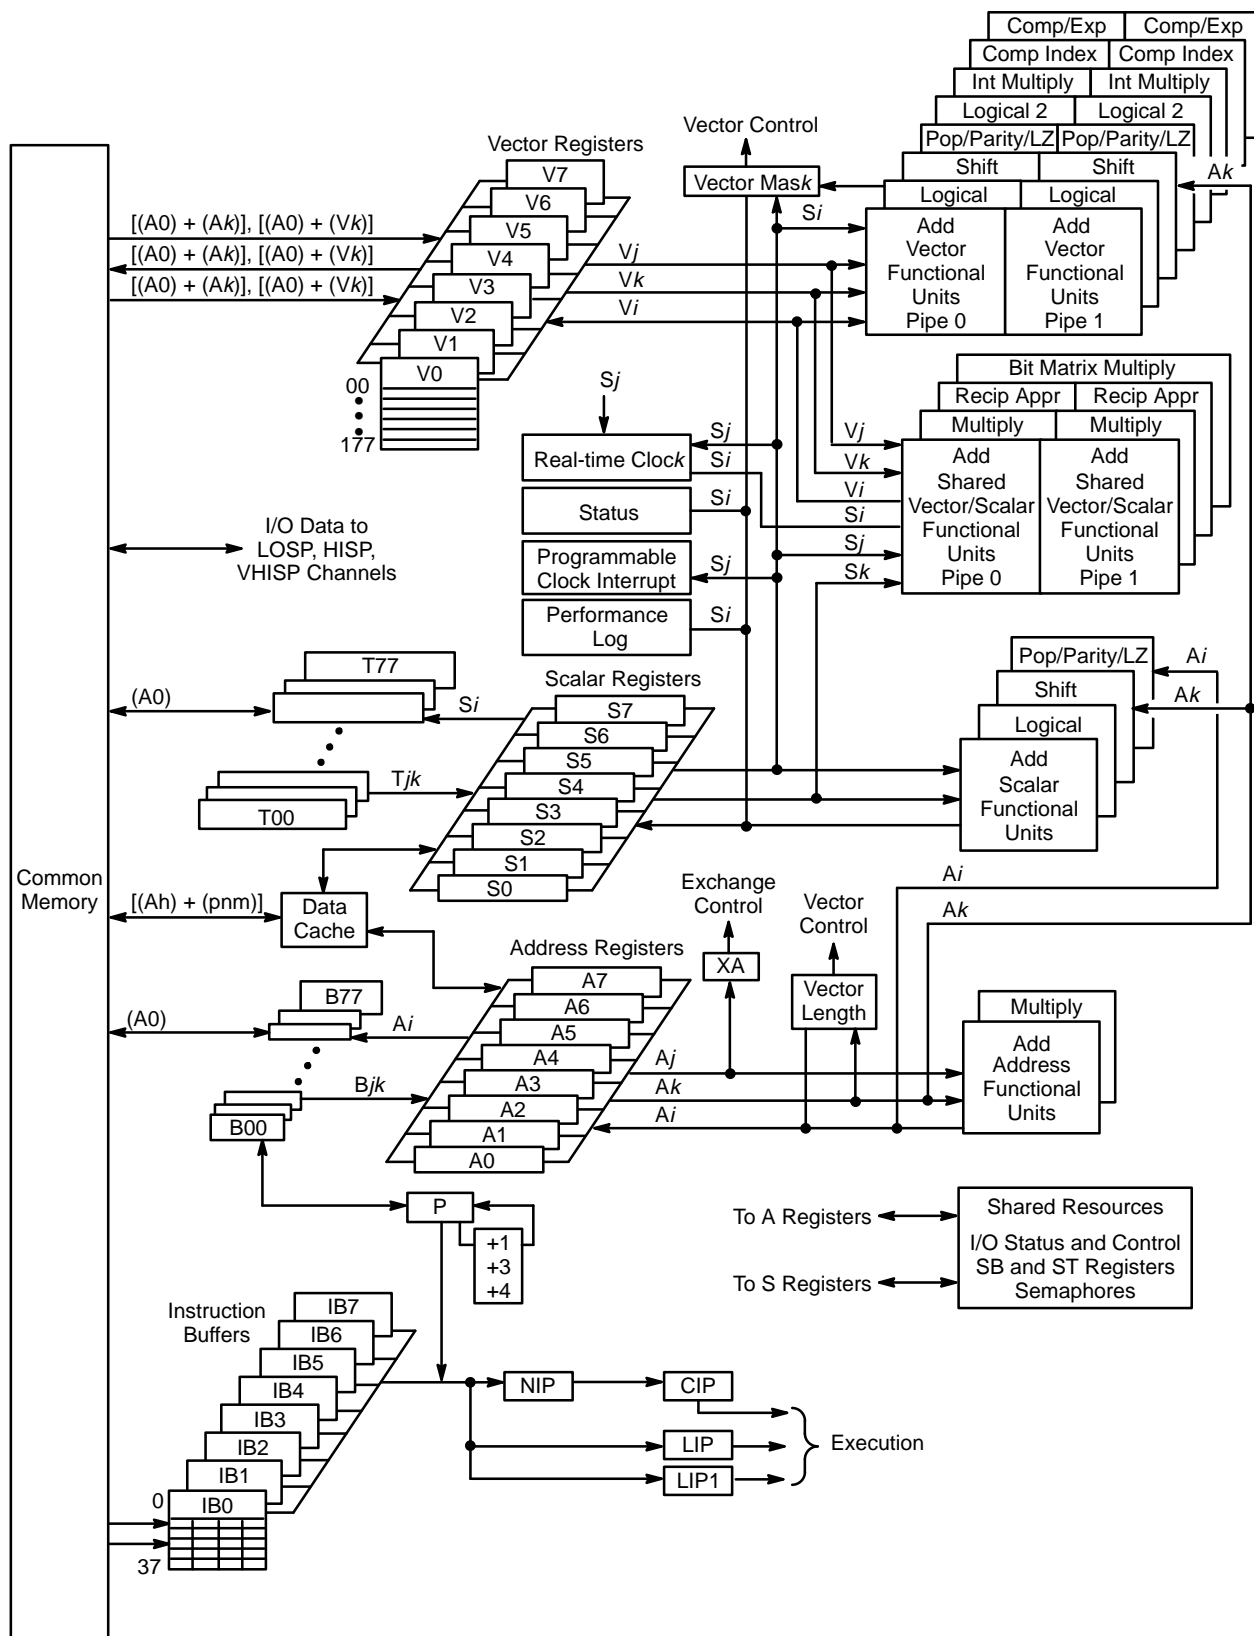 Comp/Exp Comp/Exp
Comp Index Comp Index
Int Multiply Int Multiply
Logical 2 Logical 2
Pop/Parity/LZ Pop/Parity/LZ
Shift Shift
Logical Logical
Add
Vector
Functional
Units
Pipe 0
Add
Vector
Functional
Units
Pipe 1
Ak
Vector Control
Vector Mask
Si
Vector Registers
V7
V6
V5
V4
V3
V2
V1
V0
00
177
[(A0) + (Ak)], [(A0) + (Vk)]
[(A0) + (Ak)], [(A0) + (Vk)]
[(A0) + (Ak)], [(A0) + (Vk)]
Vj
Vk
Vi
Sj
Real-time Clock
Sj
Si
Status
Si
Programmable
Clock Interrupt
Sj
Performance
Log
Si
Bit Matrix Multiply
Recip Appr Recip Appr
Multiply Multiply
Add
Shared
Vector/Scalar
Functional
Units
Pipe 0
Add
Shared
Vector/Scalar
Functional
Units
Pipe 1
Vj
Vk
Vi
Si
Sj
Sk
I/O Data to
LOSP, HISP,
VHISP Channels
T77
(A0)
Si
T00
Tjk
Scalar Registers
S7
S6
S5
S4
S3
S2
S1
S0
Pop/Parity/LZ
Shift
Logical
Add
Scalar
Functional
Units
Ai
Ak
Common
Memory
[(Ah) + (pnm)]
Data
Cache
Exchange
Control
XA
Vector
Control
Vector
Length
Ai
Ak
Address Registers
A7
A6
A5
A4
A3
A2
A1
A0
B77
(A0)
Ai
Bjk
B00
Aj
Ak
Ai
Multiply
Add
Address
Functional
Units
P
+1
+3
+4
To A Registers
To S Registers
Shared Resources
I/O Status and Control
SB and ST Registers
Semaphores
Instruction
Buffers
IB7
IB6
IB5
IB4
IB3
IB2
IB1
IB0
0
37
NIP
CIP
LIP
LIP1
Execution